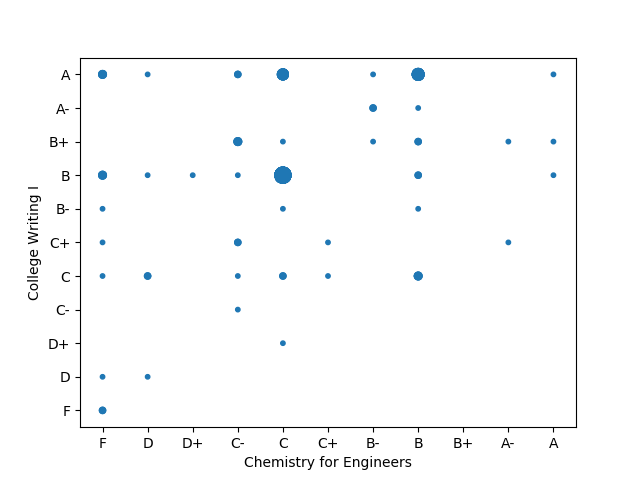 A
A-
B+
B
B-
C+
C
C-
D+
D
F
College Writing I
F D D+ C- C C+ B- B B+ A- A
Chemistry for Engineers